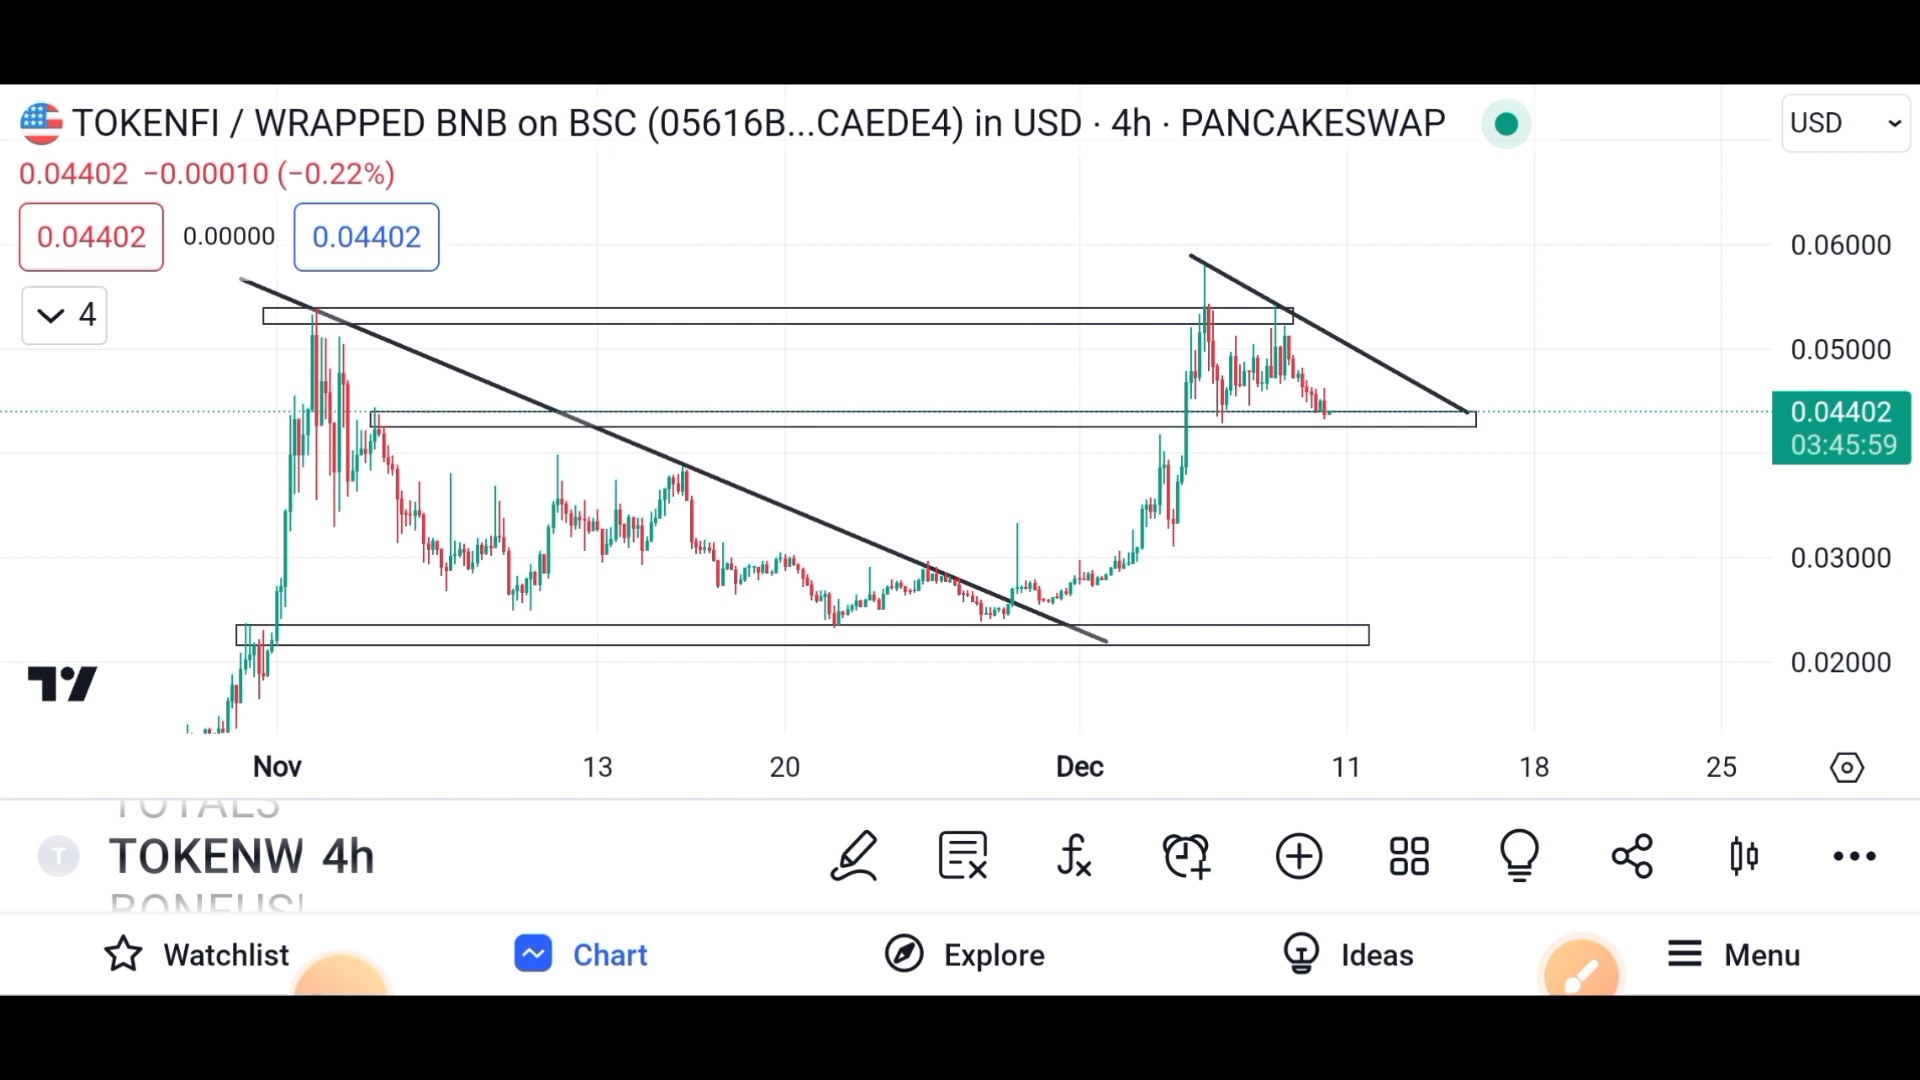 TOKENFI / WRAPPED BNB on BSC (05616B...CAEDE4) in USD · 4h · PANCAKESWAP
USD
0.04402 −0.00010 (−0.22%)
0.04402 0.00000 0.04402
4
0.06000
0.05000
0.04402
03:45:59
0.03000
0.02000
Nov 13 20 Dec 11 18 25
T TOKENW 4h
Watchlist Chart Explore Ideas Menu